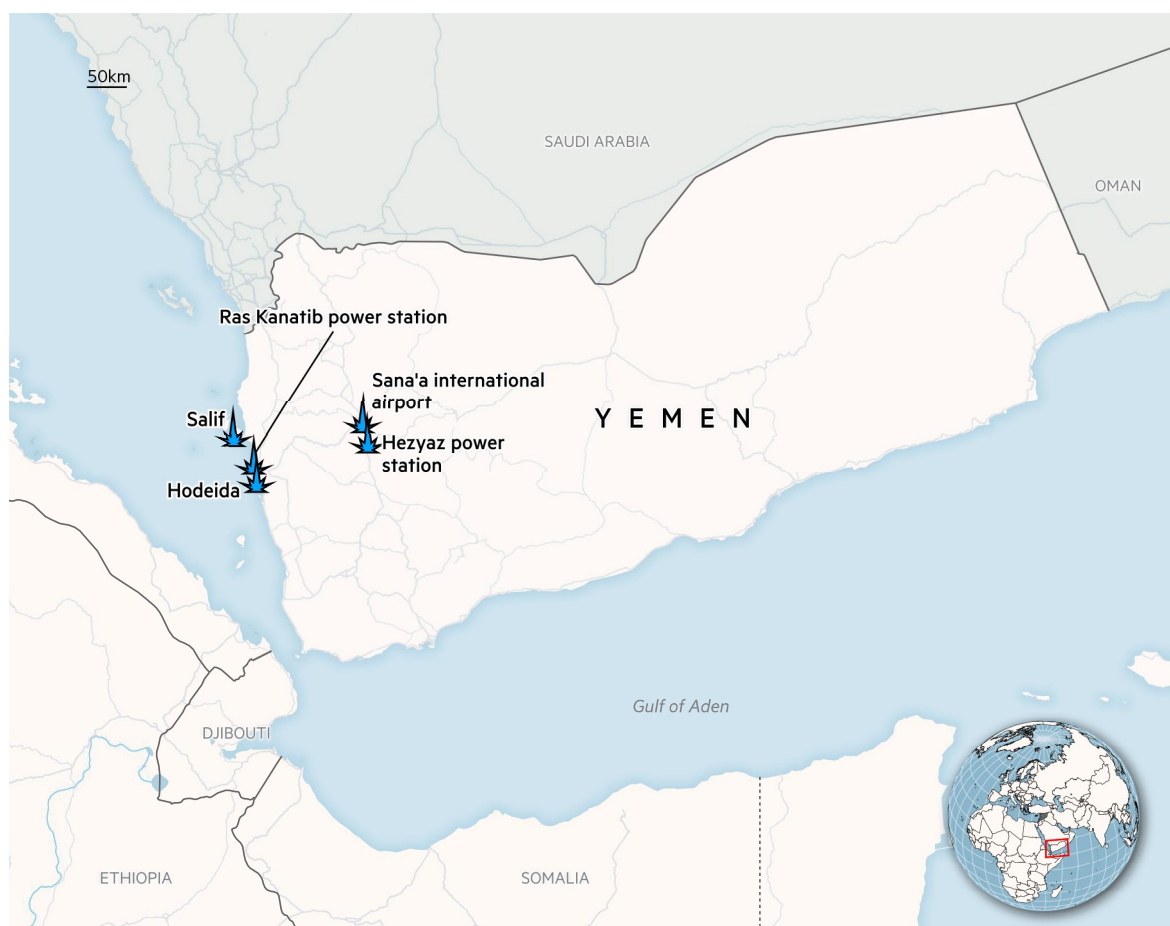 50km
SAUDI ARABIA
OMAN
Ras Kanatib power station
Sana'a international
airport
Salif
YEMEN
Hezyaz power
station
Hodeida
Gulf of Aden
DJIBOUTI
ETHIOPIA
SOMALIA